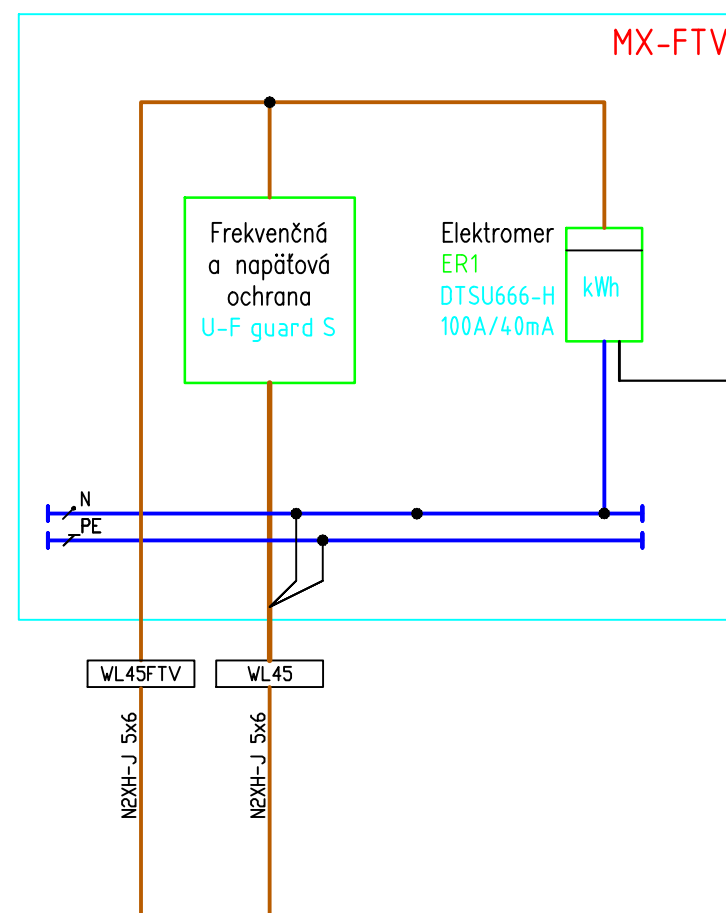 MX-FTV
Frekvenčná
a napäťová
ochrana
U-F guard S
Elektromer
ER1
DTSU666-H
100A/40mA
kWh
N
PE
WL45FTV
WL45
N2XH-J 5x6
N2XH-J 5x6